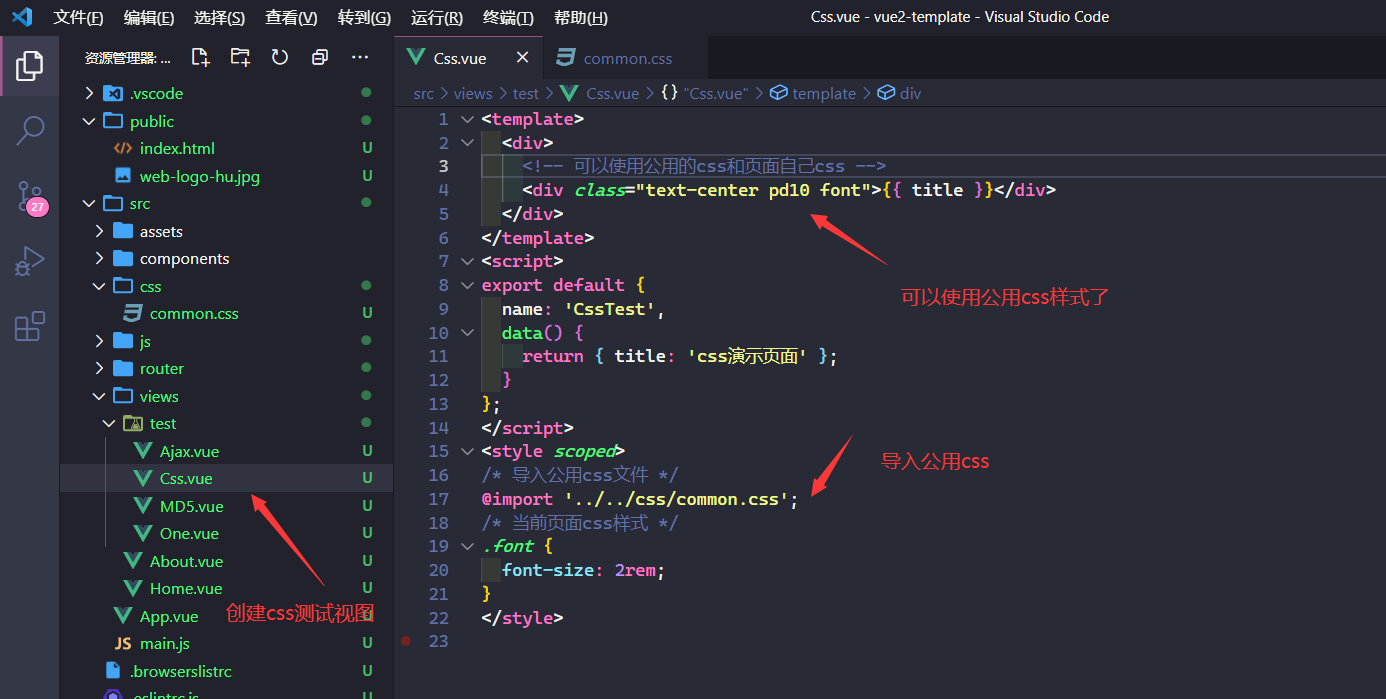 文件(F) 编辑(E) 选择(S) 查看(V) 转到(G) 运行(R) 终端(T) 帮助(H) Css.vue - vue2-template - Visual Studio Code
资源管理器: ... ···
.vscode
public
index.html U
web-logo-hu.jpg U
src
assets
components
css
common.css U
js
router
views
test
Ajax.vue U
Css.vue U
MD5.vue U
One.vue U
About.vue U
Home.vue U
App.vue U
JS main.js U
.browserslistrc U
.eslintrc.js U
27
创建css测试视图
Css.vue common.css
src > views > test > Css.vue > {} "Css.vue" > template > div
1 <template>
2 <div>
3 <!-- 可以使用公用的css和页面自己css -->
4 <div class="text-center pd10 font">{{ title }}</div>
5 </div>
6 </template>
7 <script>
8 export default {
9 name: 'CssTest',
10 data() {
11 return { title: 'css演示页面' };
12 }
13 };
14 </script>
15 <style scoped>
16 /* 导入公用css文件 */
17 @import '../../css/common.css';
18 /* 当前页面css样式 */
19 .font {
20 font-size: 2rem;
21 }
22 </style>
23
可以使用公用css样式了
导入公用css